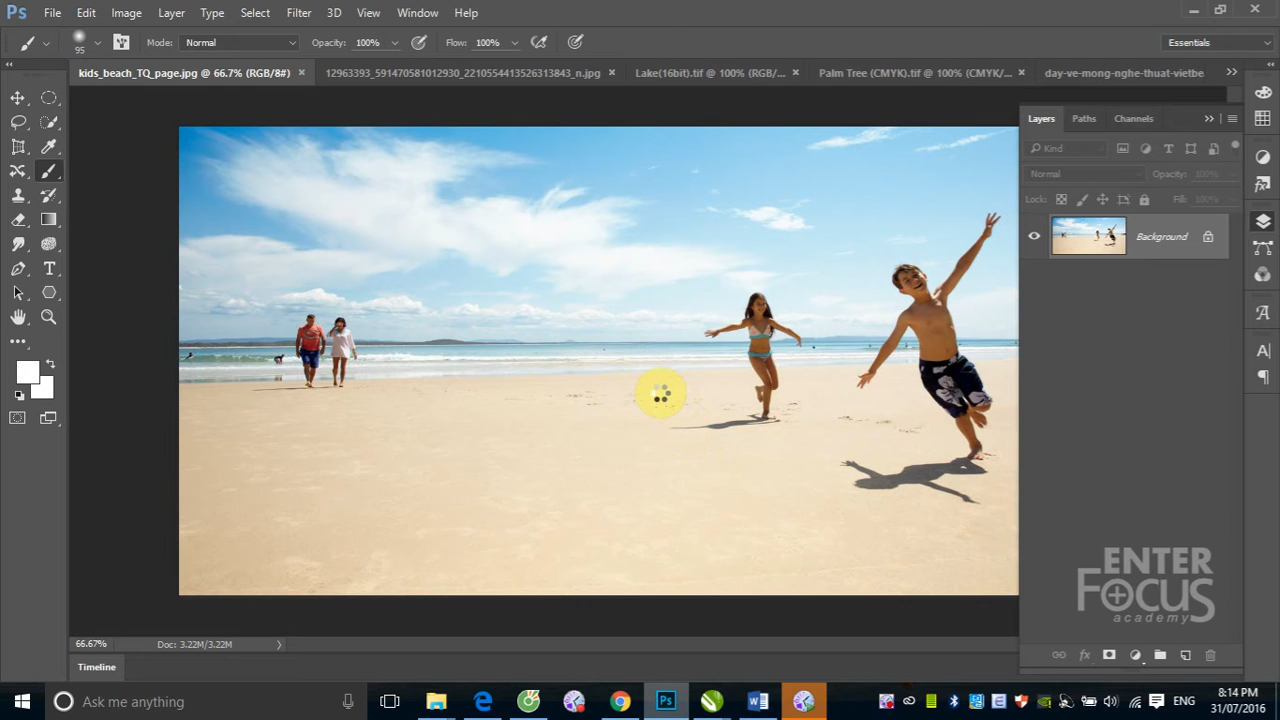 Ps File Edit Image Layer Type Select Filter 3D View Window Help
95 Mode: Normal Opacity: 100% Flow: 100% Essentials
kids_beach_TQ_page.jpg @ 66.7% (RGB/8#) × 12963393_591470581012930_2210554413526313843_n.jpg × Lake(16bit).tif @ 100% (RGB/... × Palm Tree (CMYK).tif @ 100% (CMYK/... × day-ve-mong-nghe-thuat-vietbe
Layers Paths Channels
Kind
Normal Opacity: 100%
Lock: Fill: 100%
Background
ENTER
FOCUS
academy
66.67% Doc: 3.22M/3.22M
Timeline
Ask me anything
ENG
8:14 PM
31/07/2016